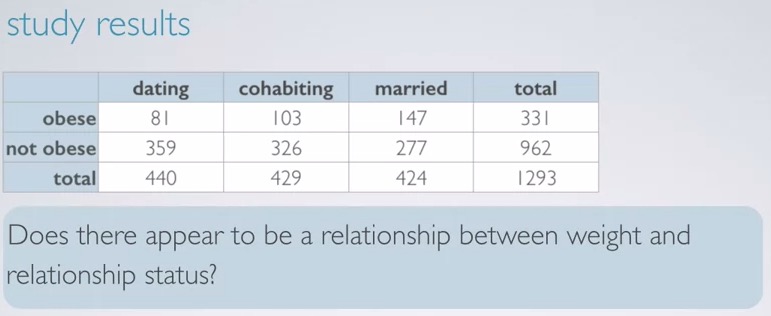 study results
dating cohabiting married total
obese 81 103 147 331
not obese 359 326 277 962
total 440 429 424 1293
Does there appear to be a relationship between weight and
relationship status?